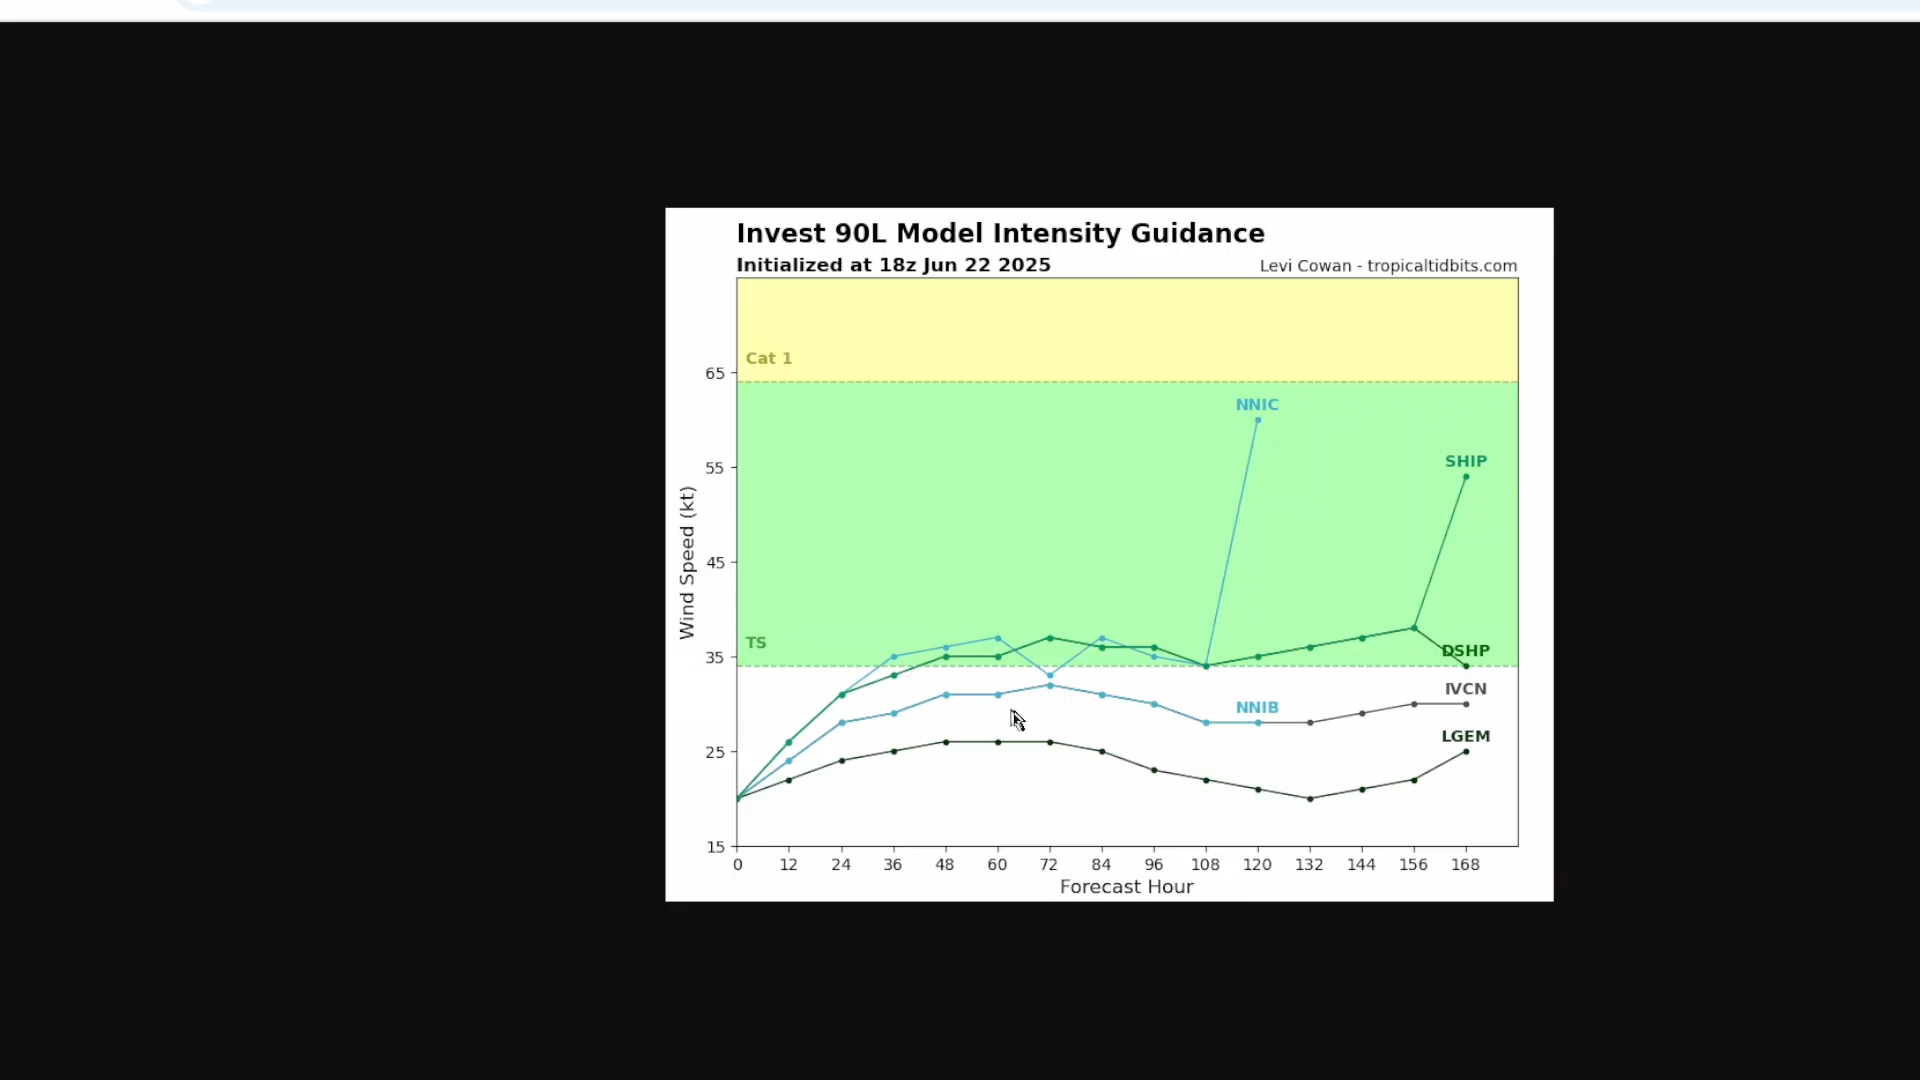 Invest 90L Model Intensity Guidance
Initialized at 18z Jun 22 2025
Levi Cowan - tropicaltidbits.com
Cat 1
65
NNIC
SHIP
55
Wind Speed (kt)
45
TS
DSHP
35
IVCN
NNIB
LGEM
25
15
0 12 24 36 48 60 72 84 96 108 120 132 144 156 168
Forecast Hour